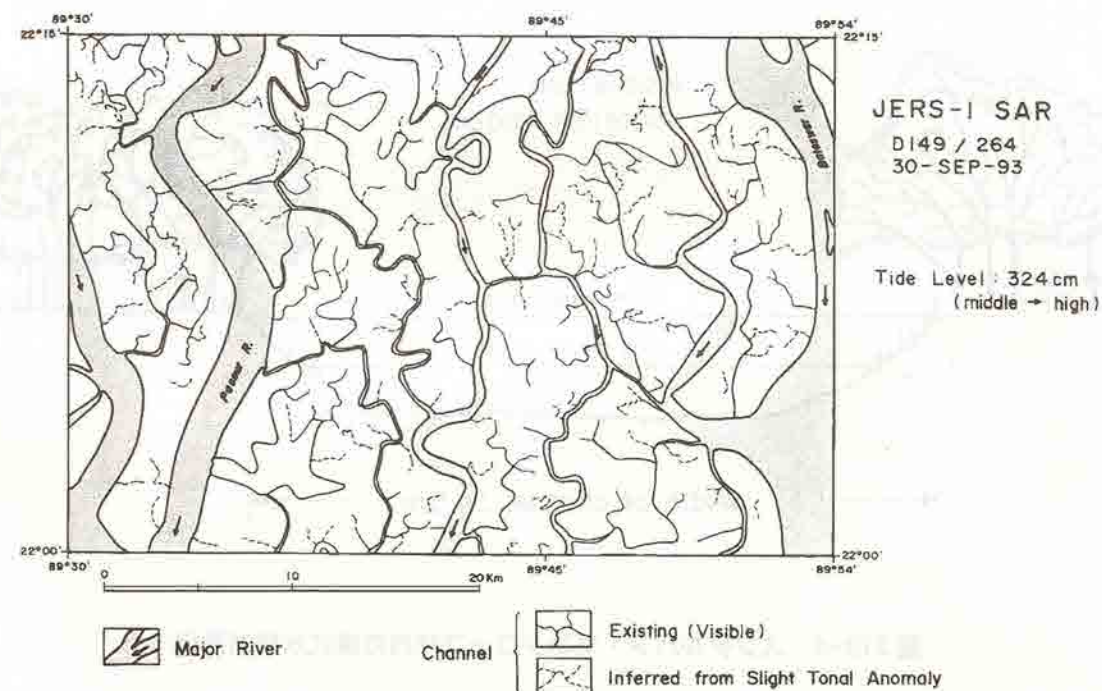 89°30′ 89°45′ 89°54′
22°15′ 22°15′
JERS-1 SAR
D149 / 264
30-SEP-93
Tide Level : 324 cm
(middle → high)
R.
R.
22°00′ 22°00′
89°30′ 89°45′ 89°54′
0 10 20 Km
Major River
Channel
Existing (Visible)
Inferred from Slight Tonal Anomaly